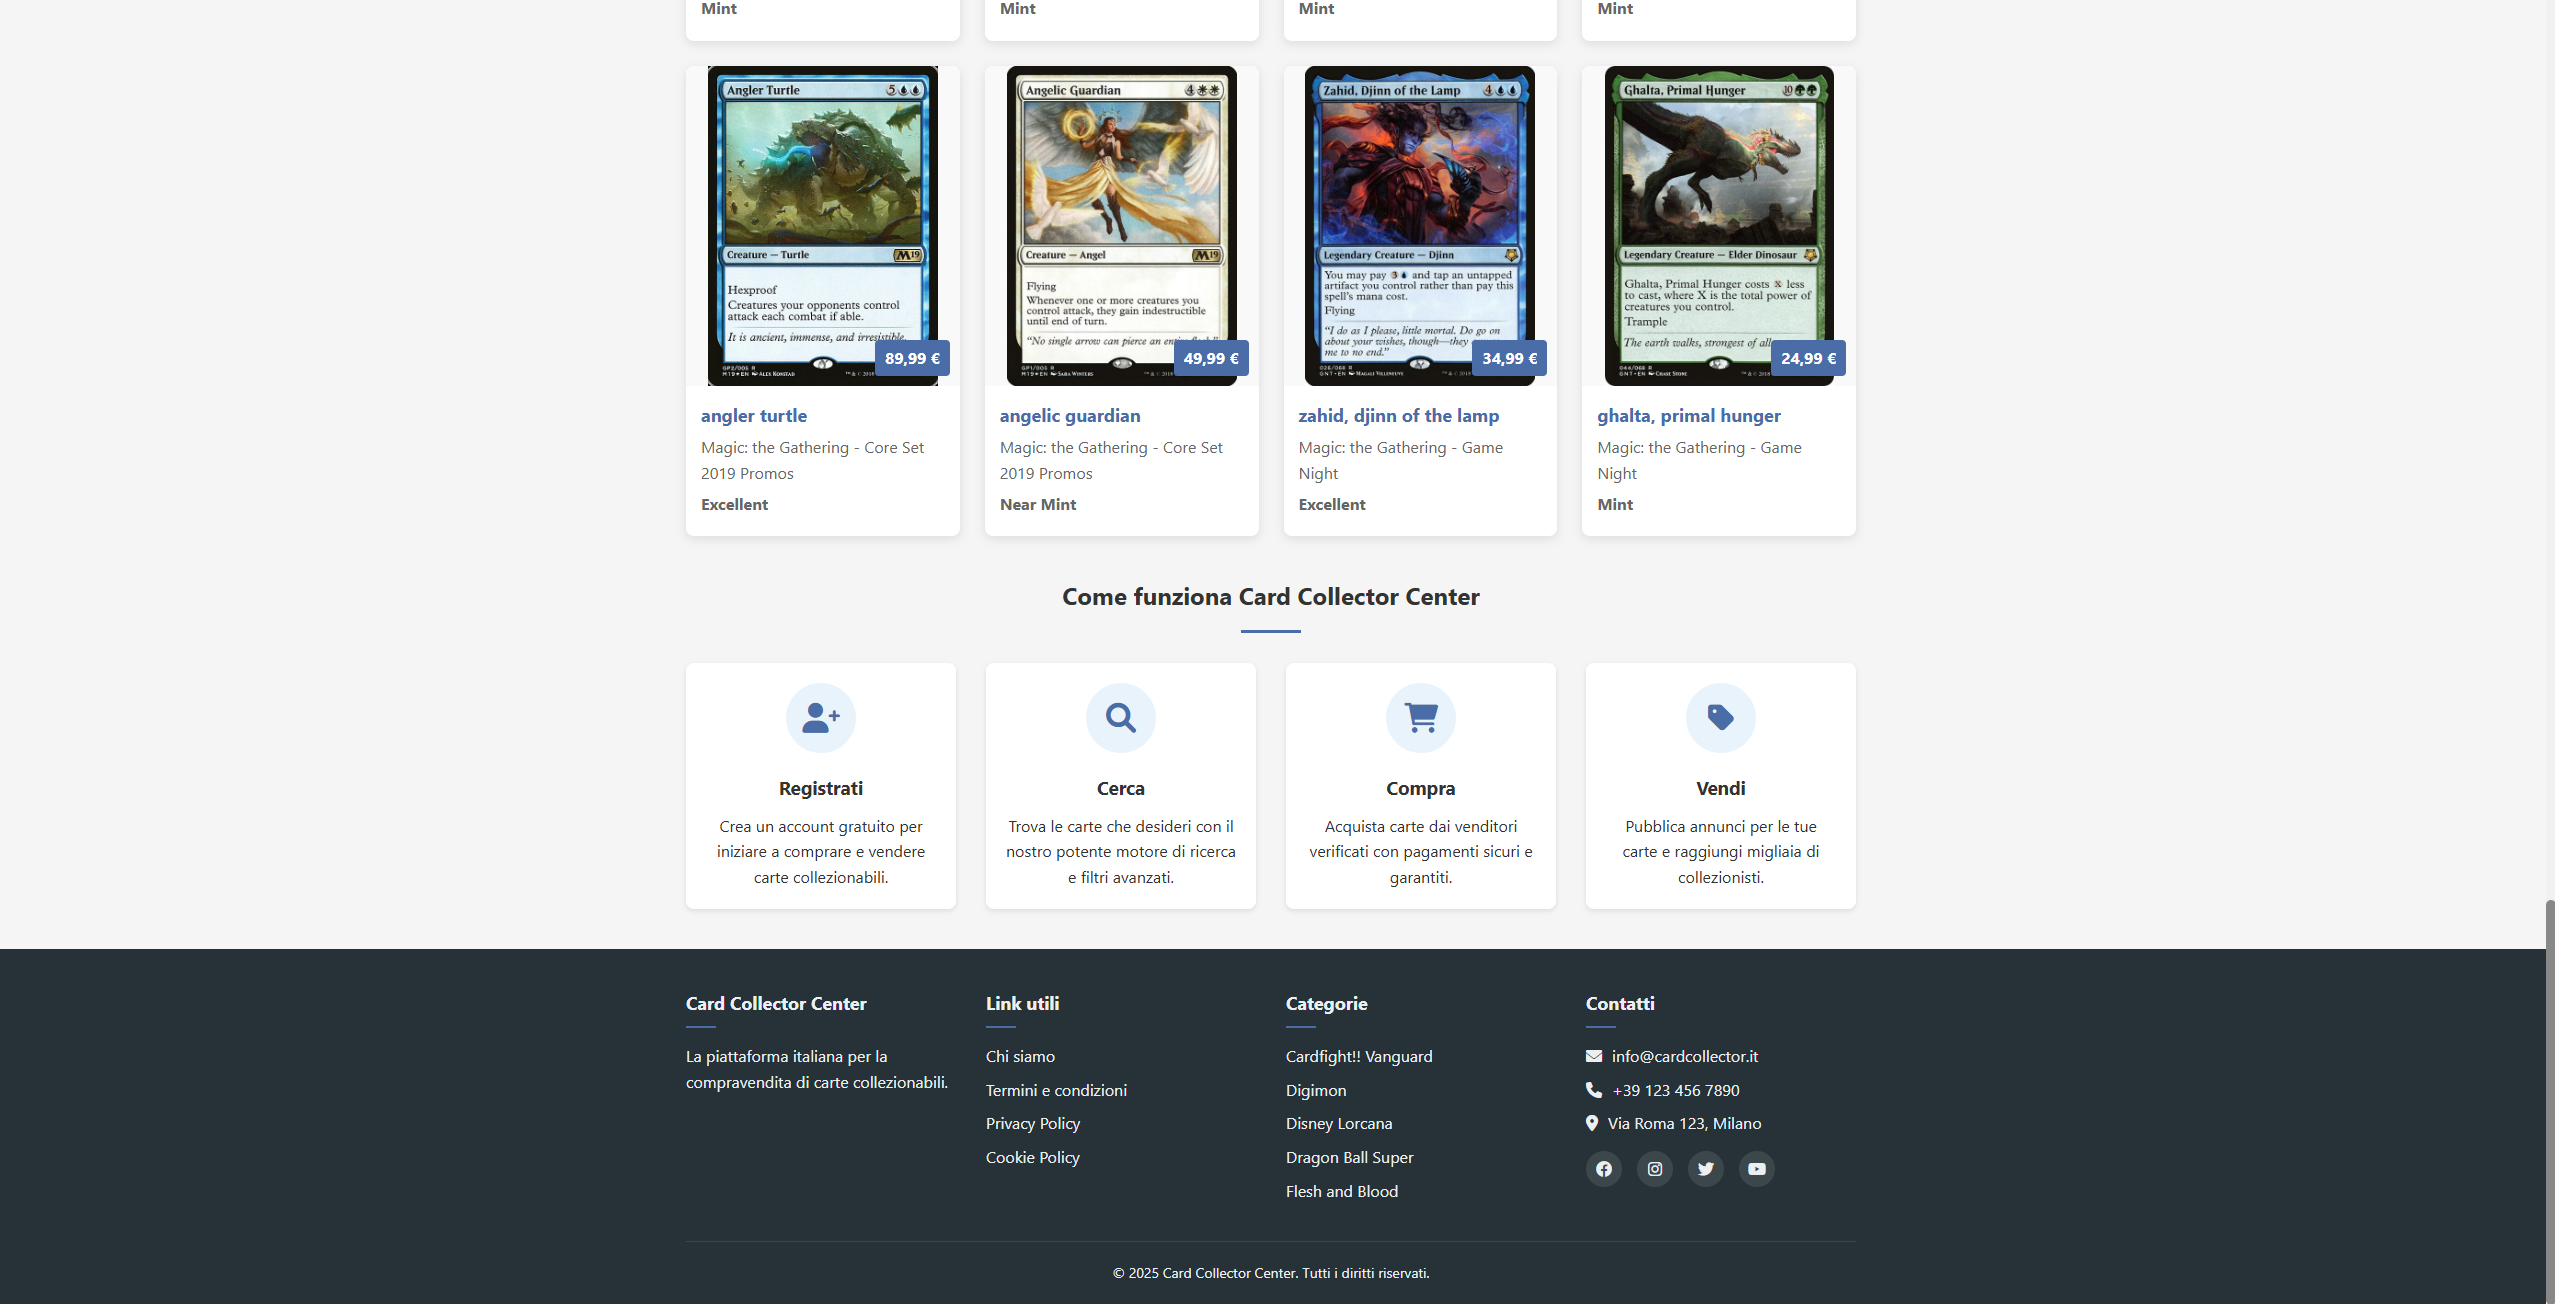 Mint
Mint
Mint
Mint
Angler Turtle 5
Creature — Turtle M19
Hexproof
Creatures your opponents control
attack each combat if able.
It is ancient, immense, and irresistible.
89,99 €
angler turtle
Magic: the Gathering - Core Set
2019 Promos
Excellent
Angelic Guardian 4
Creature — Angel M19
Flying
Whenever one or more creatures you
control attack, they gain indestructible
until end of turn.
"No single arrow can pierce an
49,99 €
angelic guardian
Magic: the Gathering - Core Set
2019 Promos
Near Mint
Zahid, Djinn of the Lamp 4
Legendary Creature — Djinn
You may pay 3 and tap an untapped
artifact you control rather than pay this
spell's mana cost.
Flying
"I do as I please, little mortal. Do go on
about your wishes, though—they
me to no end."
34,99 €
zahid, djinn of the lamp
Magic: the Gathering - Game
Night
Excellent
Ghalta, Primal Hunger 10
Legendary Creature — Elder Dinosaur
Ghalta, Primal Hunger costs X less
to cast, where X is the total power of
creatures you control.
Trample
The earth walks, strongest of all
24,99 €
ghalta, primal hunger
Magic: the Gathering - Game
Night
Mint
Come funziona Card Collector Center
Registrati
Crea un account gratuito per
iniziare a comprare e vendere
carte collezionabili.
Cerca
Trova le carte che desideri con il
nostro potente motore di ricerca
e filtri avanzati.
Compra
Acquista carte dai venditori
verificati con pagamenti sicuri e
garantiti.
Vendi
Pubblica annunci per le tue
carte e raggiungi migliaia di
collezionisti.
Card Collector Center
La piattaforma italiana per la
compravendita di carte collezionabili.
Link utili
Chi siamo
Termini e condizioni
Privacy Policy
Cookie Policy
Categorie
Cardfight!! Vanguard
Digimon
Disney Lorcana
Dragon Ball Super
Flesh and Blood
Contatti
info@cardcollector.it
+39 123 456 7890
Via Roma 123, Milano
© 2025 Card Collector Center. Tutti i diritti riservati.